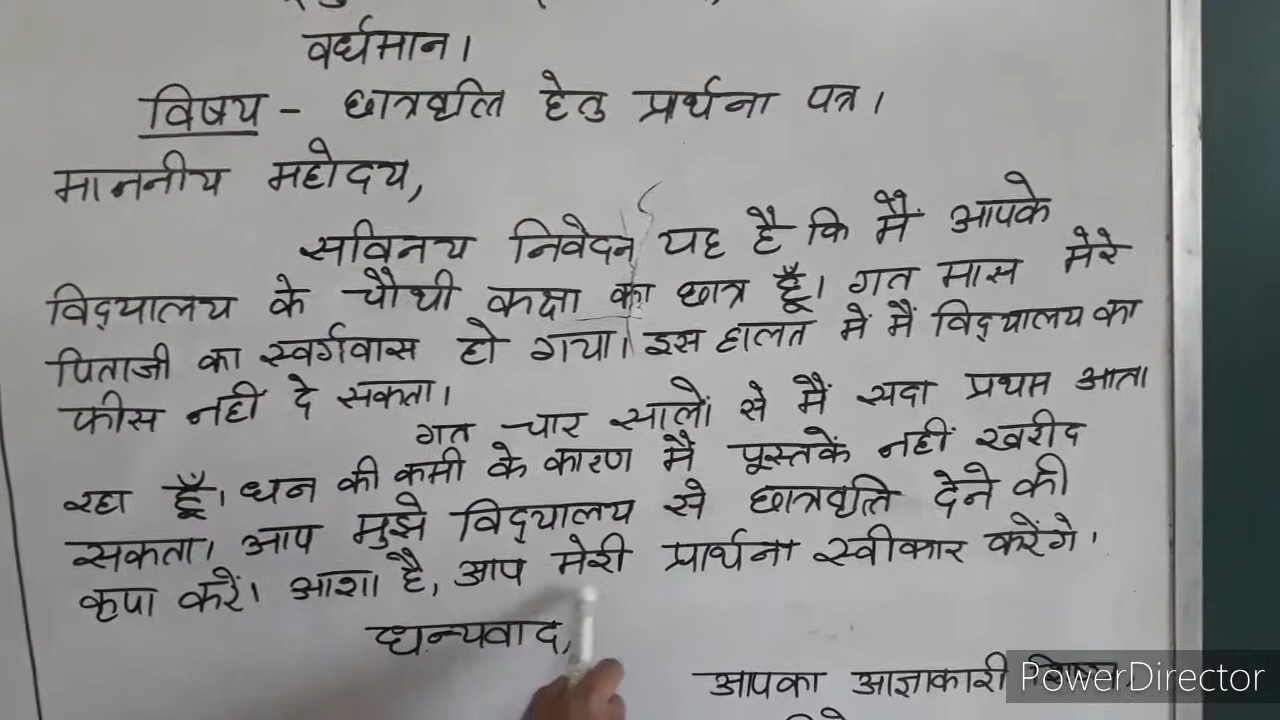 वर्धमान।
विषय - छात्रवृत्ति हेतु प्रार्थना पत्र।
माननीय महोदय,
सविनय निवेदन यह है कि मैं आपके
विद्यालय के चौथी कक्षा का छात्र हूँ। गत मास मेरे
पिताजी का स्वर्गवास हो गया। इस हालत में मैं विद्यालय का
फीस नहीं दे सकता।
गत चार सालों से मैं सदा प्रथम आता
रहा हूँ। धन की कमी के कारण मैं पूस्तकें नहीं खरीद
सकता। आप मुझे विद्यालय से छात्रवृत्ति देने की
कृपा करें। आशा है, आप मेरी प्रार्थना स्वीकार करेंगे।
धन्यवाद,
आपका आज्ञाकारी
PowerDirector